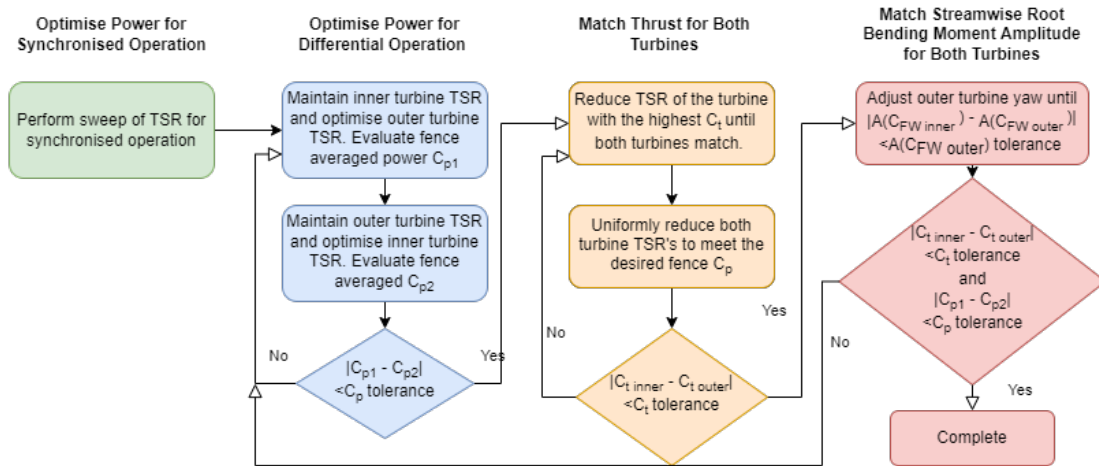 Optimise Power for
Synchronised Operation
Perform sweep of TSR for
synchronised operation
Optimise Power for
Differential Operation
Maintain inner turbine TSR
and optimise outer turbine
TSR. Evaluate fence
averaged power Cp1
Maintain outer turbine TSR
and optimise inner turbine
TSR. Evaluate fence
averaged Cp2
No
Yes
|Cp1 - Cp2|
<Cp tolerance
Match Thrust for Both
Turbines
Reduce TSR of the turbine
with the highest Ct until
both turbines match.
Uniformly reduce both
turbine TSR's to meet the
desired fence Cp
No
Yes
|Ct inner - Ct outer|
<Ct tolerance
Match Streamwise Root
Bending Moment Amplitude
for Both Turbines
Adjust outer turbine yaw until
|A(CFW inner) - A(CFW outer)|
<A(CFW outer) tolerance
|Ct inner - Ct outer|
<Ct tolerance
and
|Cp1 - Cp2|
<Cp tolerance
No
Yes
Complete